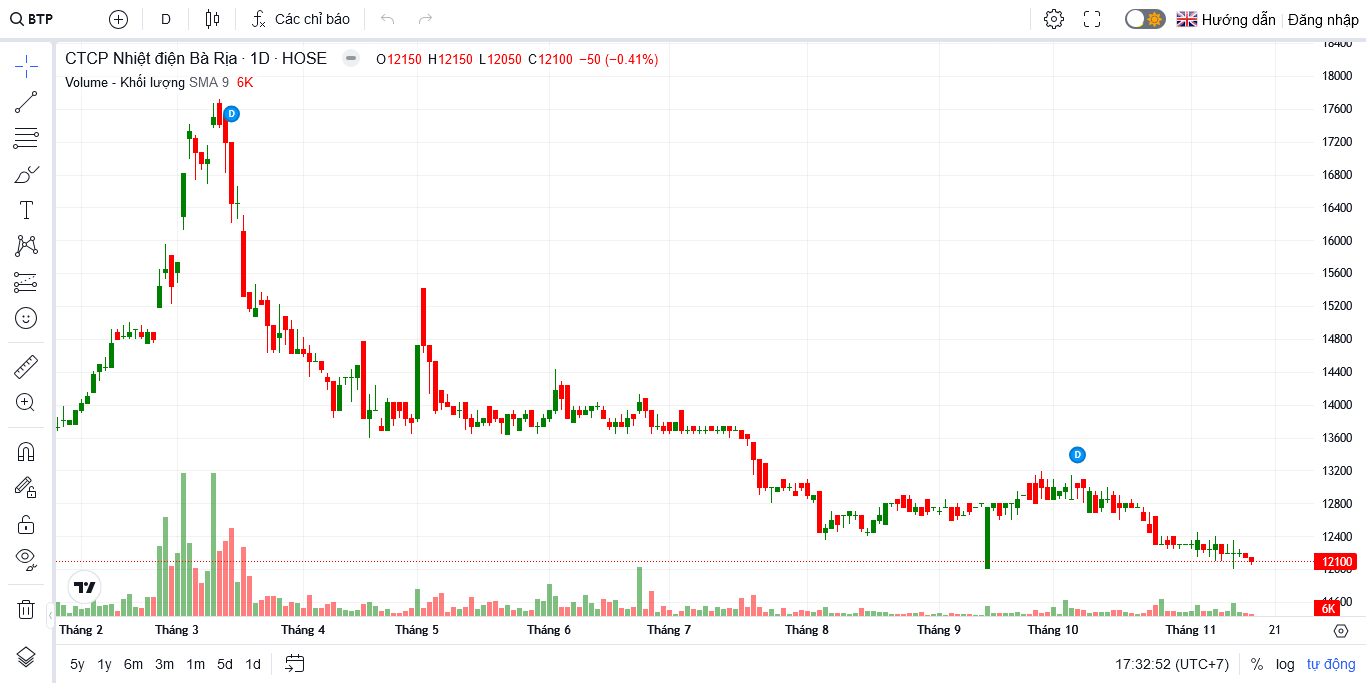 BTP D Các chỉ báo Hướng dẫn Đăng nhập
CTCP Nhiệt điện Bà Rịa · 1D · HOSE O12150 H12150 L12050 C12100 −50 (−0.41%)
Volume - Khối lượng SMA 9 6K
D
D
18400
18000
17600
17200
16800
16400
16000
15600
15200
14800
14400
14000
13600
13200
12800
12400
12100
12000
11600
6K
Tháng 2 Tháng 3 Tháng 4 Tháng 5 Tháng 6 Tháng 7 Tháng 8 Tháng 9 Tháng 10 Tháng 11 21
5y 1y 6m 3m 1m 5d 1d 17:32:52 (UTC+7) % log tự động